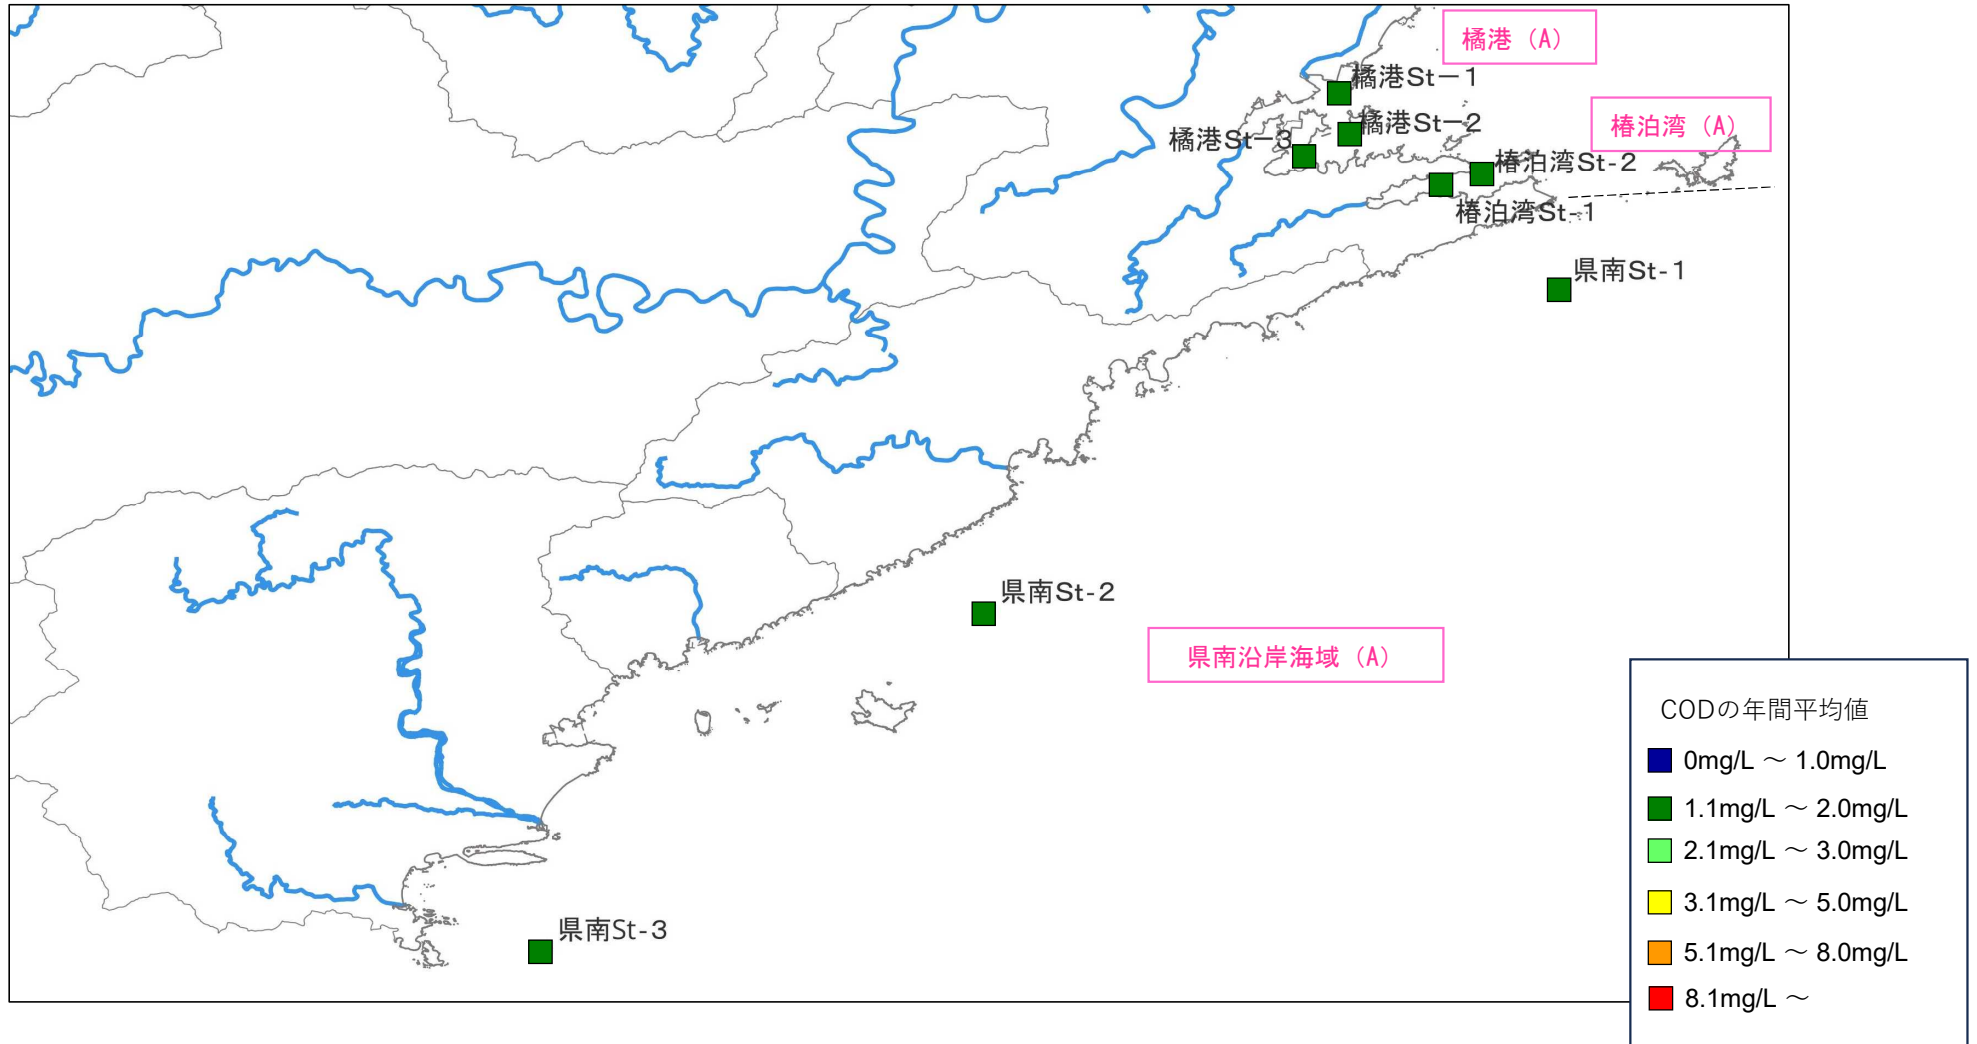 橘港（A）
橘港St－1
椿泊湾（A）
橘港St－2
橘港St－3
椿泊湾St-2
椿泊湾St-1
県南St-1
県南St-2
県南沿岸海域（A）
県南St-3
CODの年間平均値
0mg/L ～ 1.0mg/L
1.1mg/L ～ 2.0mg/L
2.1mg/L ～ 3.0mg/L
3.1mg/L ～ 5.0mg/L
5.1mg/L ～ 8.0mg/L
8.1mg/L ～